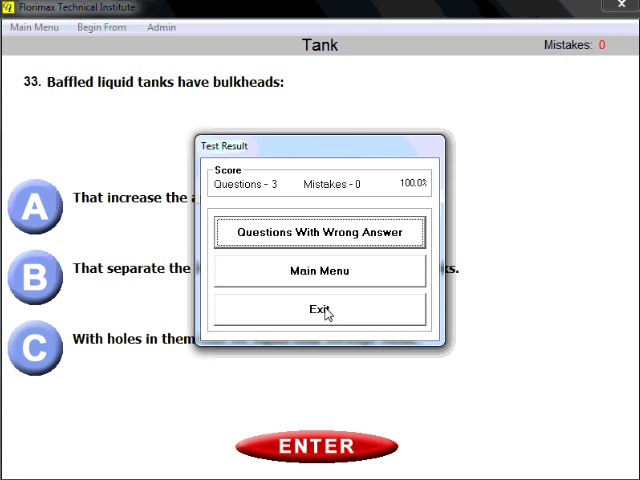 Florimax Technical Institute
Main Menu Begin From Admin
Tank Mistakes: 0
33. Baffled liquid tanks have bulkheads:
Test Result
Score
Questions - 3 Mistakes - 0 100.0%
Questions With Wrong Answer
Main Menu
Exit
A That increase the
B That separate the
C With holes in them
ENTER